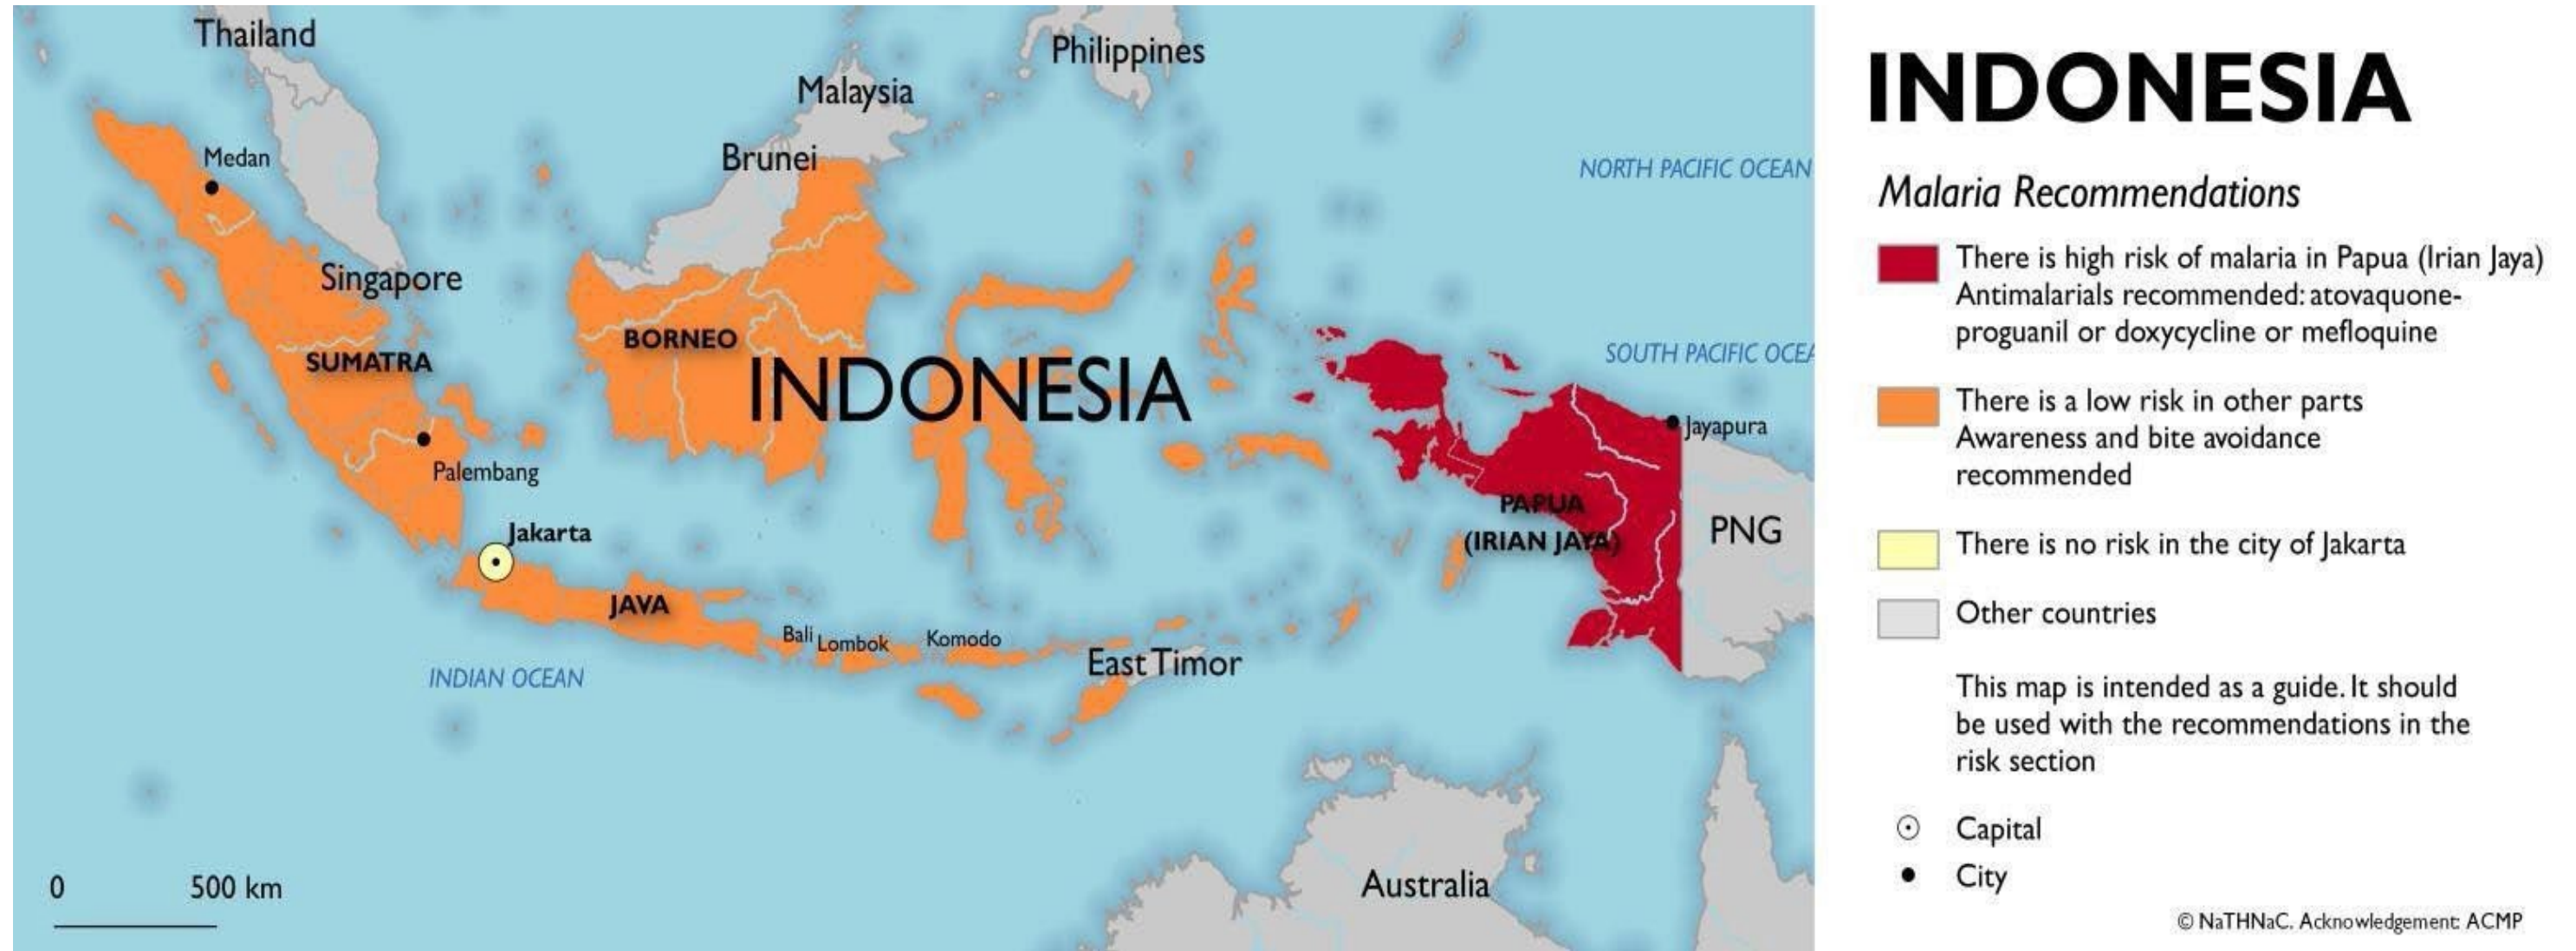 Thailand
Philippines
Malaysia
Brunei
Medan
NORTH PACIFIC OCEAN
Singapore
BORNEO
SUMATRA
INDONESIA
SOUTH PACIFIC OCEA
Jayapura
Palembang
PAPUA
(IRIAN JAYA)
PNG
Jakarta
JAVA
Bali
Lombok
Komodo
East Timor
INDIAN OCEAN
Australia
0 500 km
INDONESIA
Malaria Recommendations
There is high risk of malaria in Papua (Irian Jaya)
Antimalarials recommended: atovaquone-
proguanil or doxycycline or mefloquine
There is a low risk in other parts
Awareness and bite avoidance
recommended
There is no risk in the city of Jakarta
Other countries
This map is intended as a guide. It should
be used with the recommendations in the
risk section
Capital
City
© NaTHNaC. Acknowledgement: ACMP